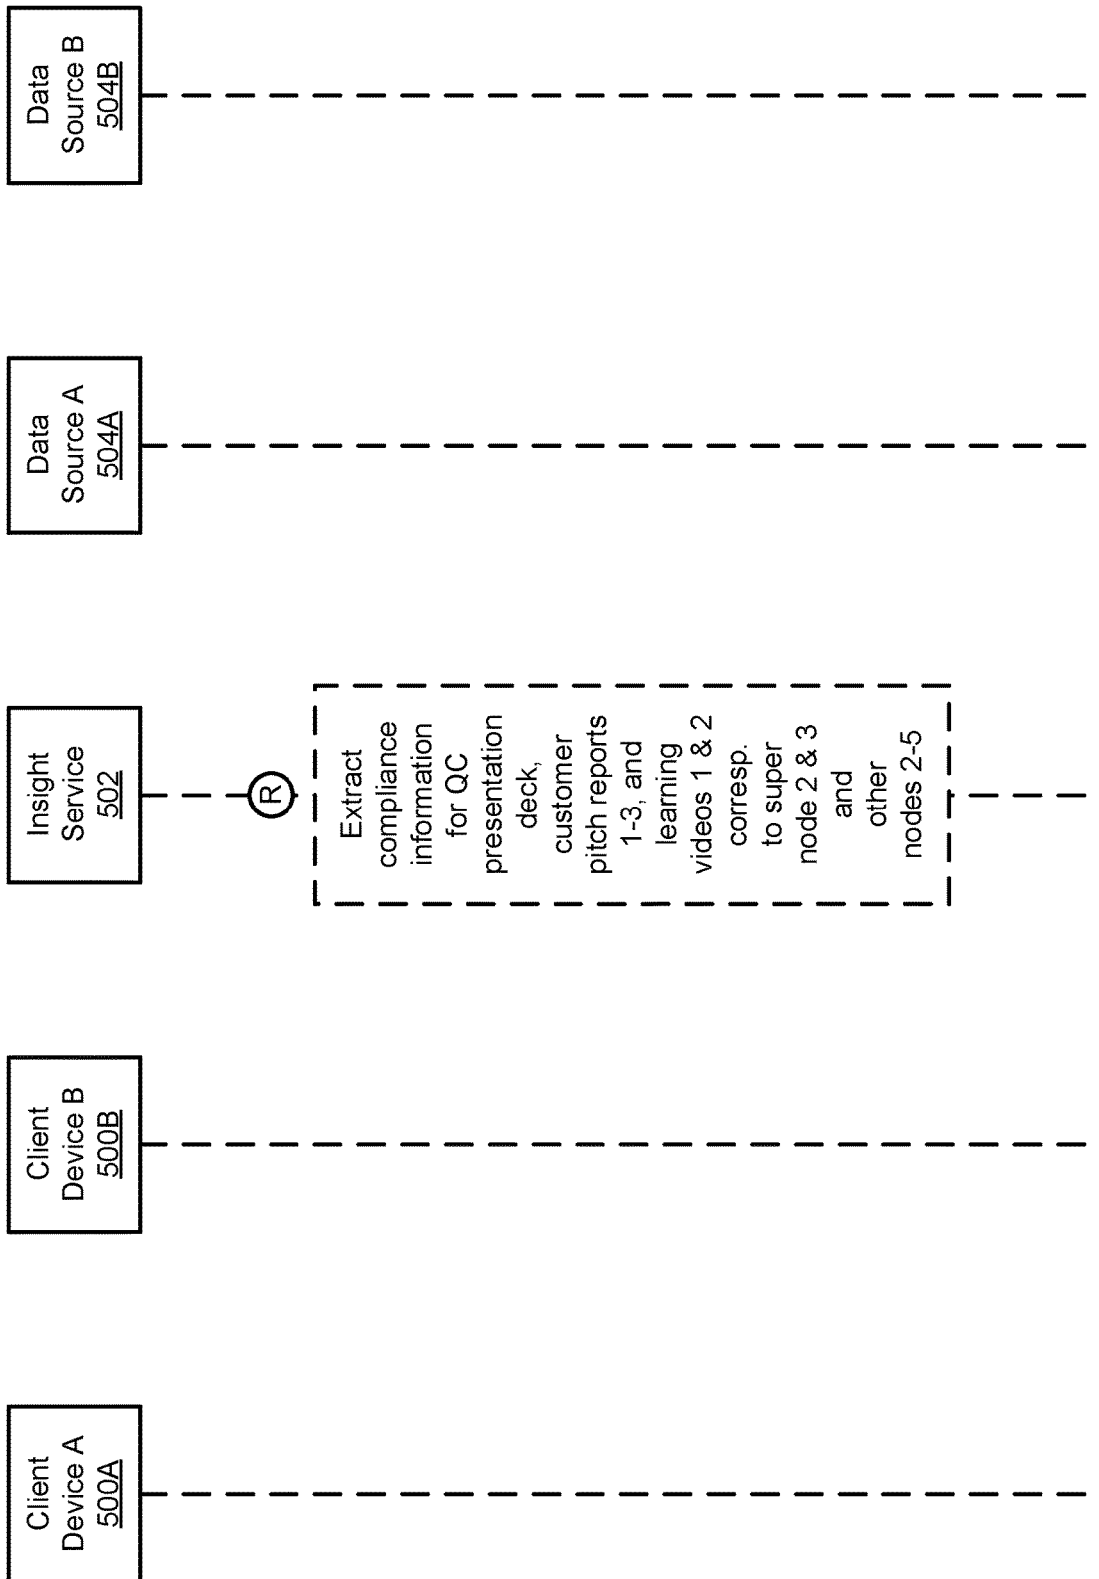 Client
Device A
500A
Client
Device B
500B
Insight
Service
502
Data
Source A
504A
Data
Source B
504B
R
Extract
compliance
information
for QC
presentation
deck,
customer
pitch reports
1-3, and
learning
videos 1 & 2
corresp.
to super
node 2 & 3
and
other
nodes 2-5